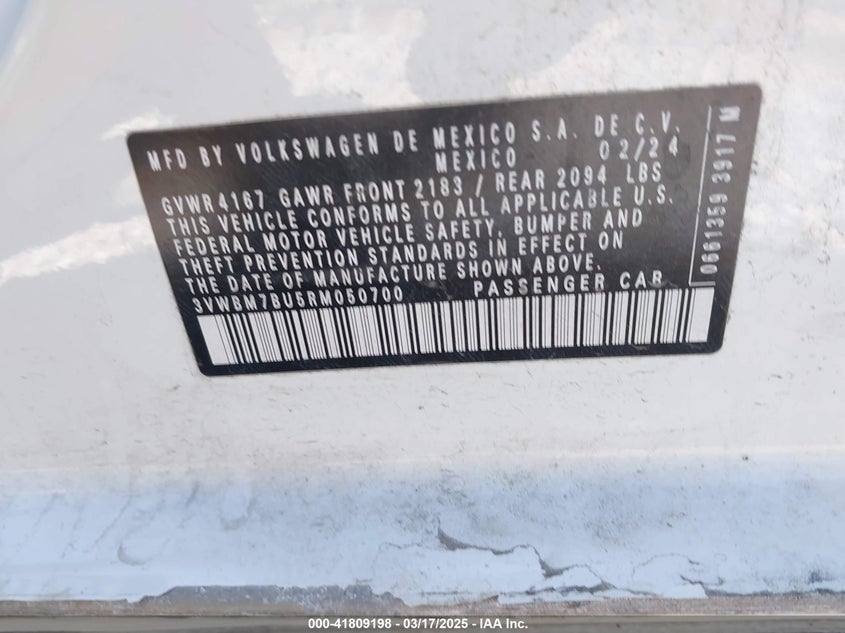 MFD BY VOLKSWAGEN DE MEXICO S.A. DE C.V.
MEXICO 02/24
GVWR 4167 GAWR FRONT 2183 / REAR 2094 LBS
THIS VEHICLE CONFORMS TO ALL APPLICABLE U.S.
FEDERAL MOTOR VEHICLE SAFETY, BUMPER AND
THEFT PREVENTION STANDARDS IN EFFECT ON
THE DATE OF MANUFACTURE SHOWN ABOVE.
3VWBM7BU5RM050700 PASSENGER CAR
0661359 3917 M
000-41809198 - 03/17/2025 - IAA Inc.